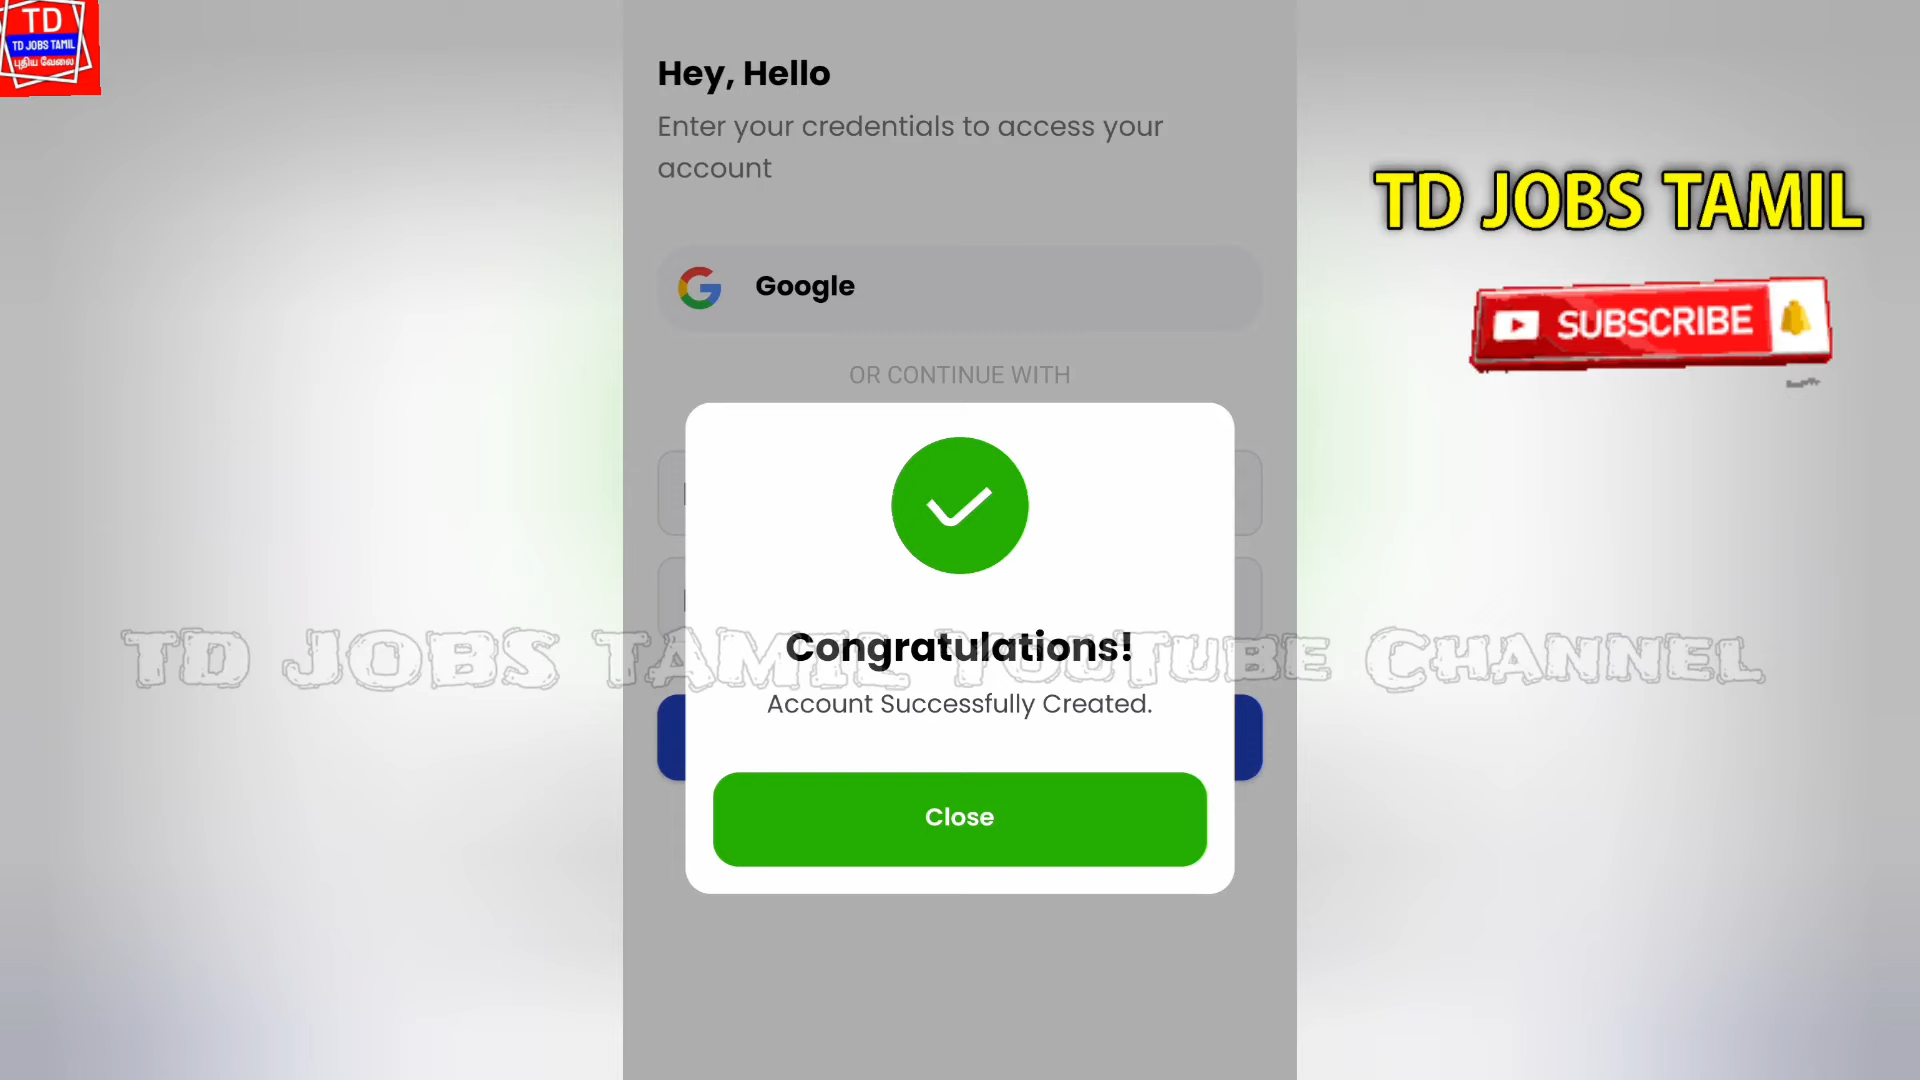 TD
TD JOBS TAMIL
புதிய வேலை
Hey, Hello
Enter your credentials to access your
account
Google
OR CONTINUE WITH
TD JOBS TAMIL
SUBSCRIBE
Congratulations!
TD JOBS TAMIL YOUTUBE CHANNEL
Account Successfully Created.
Close